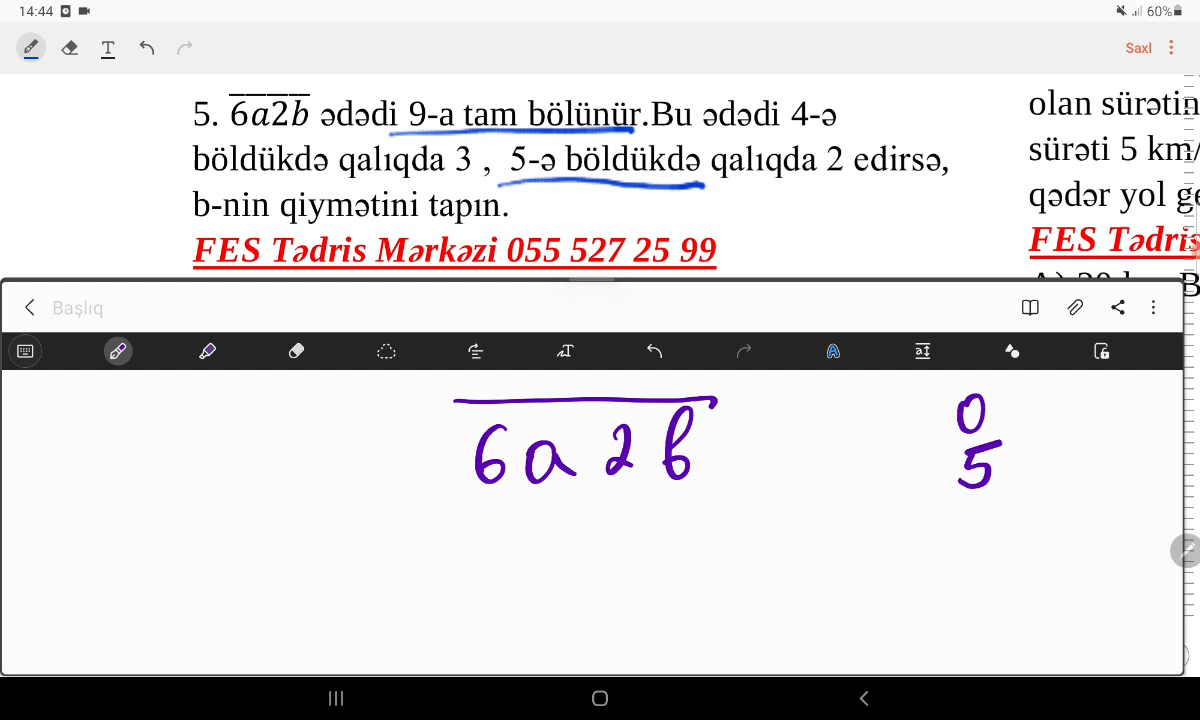 14:44 60%
T
Saxl
5. 6a2b ədədi 9-a tam bölünür.Bu ədədi 4-ə
böldükdə qalıqda 3 , 5-ə böldükdə qalıqda 2 edirsə,
b-nin qiymətini tapın.
FES Tədris Mərkəzi 055 527 25 99
olan sürətin
sürəti 5 km/
qədər yol ge
FES Tədris
Başlıq
6a2b
0
5